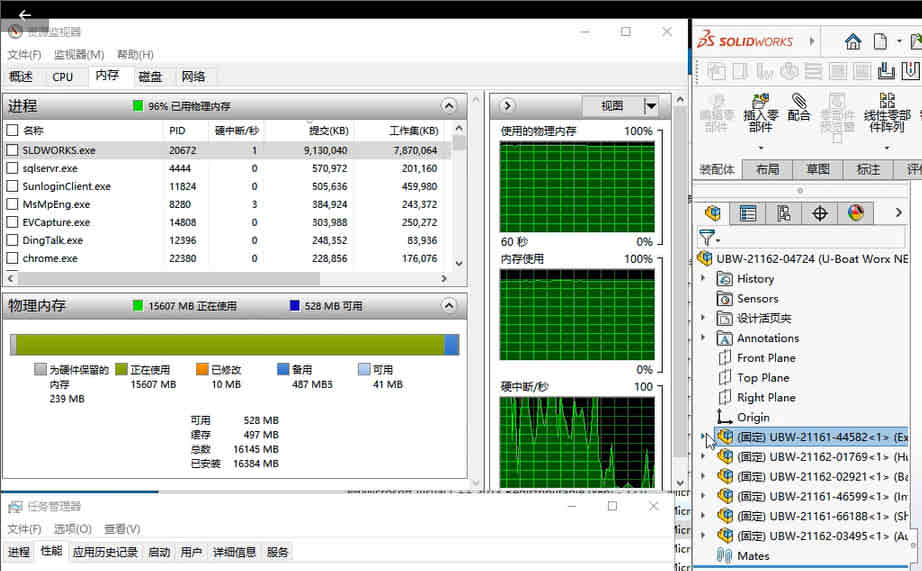 资源监视器
文件(F) 监视器(M) 帮助(H)
概述 CPU 内存 磁盘 网络
进程 96% 已用物理内存
名称 PID 硬中断/秒 提交(KB) 工作集(KB)
SLDWORKS.exe 20672 1 9,130,040 7,870,064
sqlservr.exe 4444 0 570,972 201,160
SunloginClient.exe 11824 0 505,636 459,980
MsMpEng.exe 8280 3 384,924 243,372
EVCapture.exe 14808 0 303,988 250,272
DingTalk.exe 12396 0 248,352 83,936
chrome.exe 22380 0 228,856 176,076
物理内存 15607 MB 正在使用 528 MB 可用
为硬件保留的内存 239 MB
正在使用 15607 MB
已修改 10 MB
备用 487 MB
可用 41 MB
可用 528 MB
缓存 497 MB
总数 16145 MB
已安装 16384 MB
视图
使用的物理内存 100%
60 秒 0%
内存使用 100%
0%
硬中断/秒 100
任务管理器
文件(F) 选项(O) 查看(V)
进程 性能 应用历史记录 启动 用户 详细信息 服务
SOLIDWORKS
编辑零部件 插入零部件 配合 零部件预览窗口 线性零部件阵列
装配体 布局 草图 标注 评
UBW-21162-04724 (U-Boat Worx NE
History
Sensors
设计活页夹
Annotations
Front Plane
Top Plane
Right Plane
Origin
(固定) UBW-21161-44582<1> (Ex
(固定) UBW-21162-01769<1> (Hu
(固定) UBW-21162-02921<1> (Ba
(固定) UBW-21161-46599<1> (In
(固定) UBW-21161-66188<1> (Sh
(固定) UBW-21162-03495<1> (Au
Mates